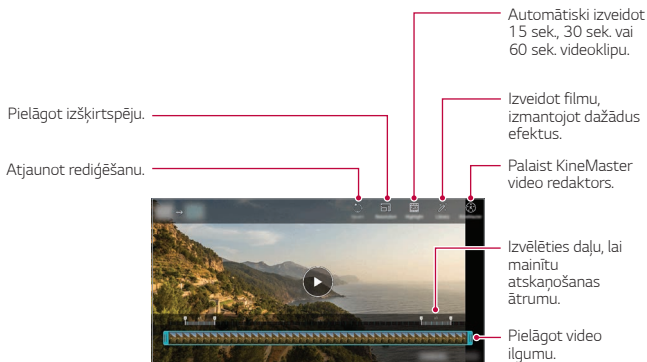 Automātiski izveidot
15 sek., 30 sek. vai
60 sek. videoklipu.
Pielāgot izšķirtspēju.
Izveidot filmu,
izmantojot dažādus
efektus.
Atjaunot rediģēšanu.
Palaist KineMaster
video redaktors.
Izvēlēties daļu, lai
mainītu
atskaņošanas
ātrumu.
Pielāgot video
ilgumu.